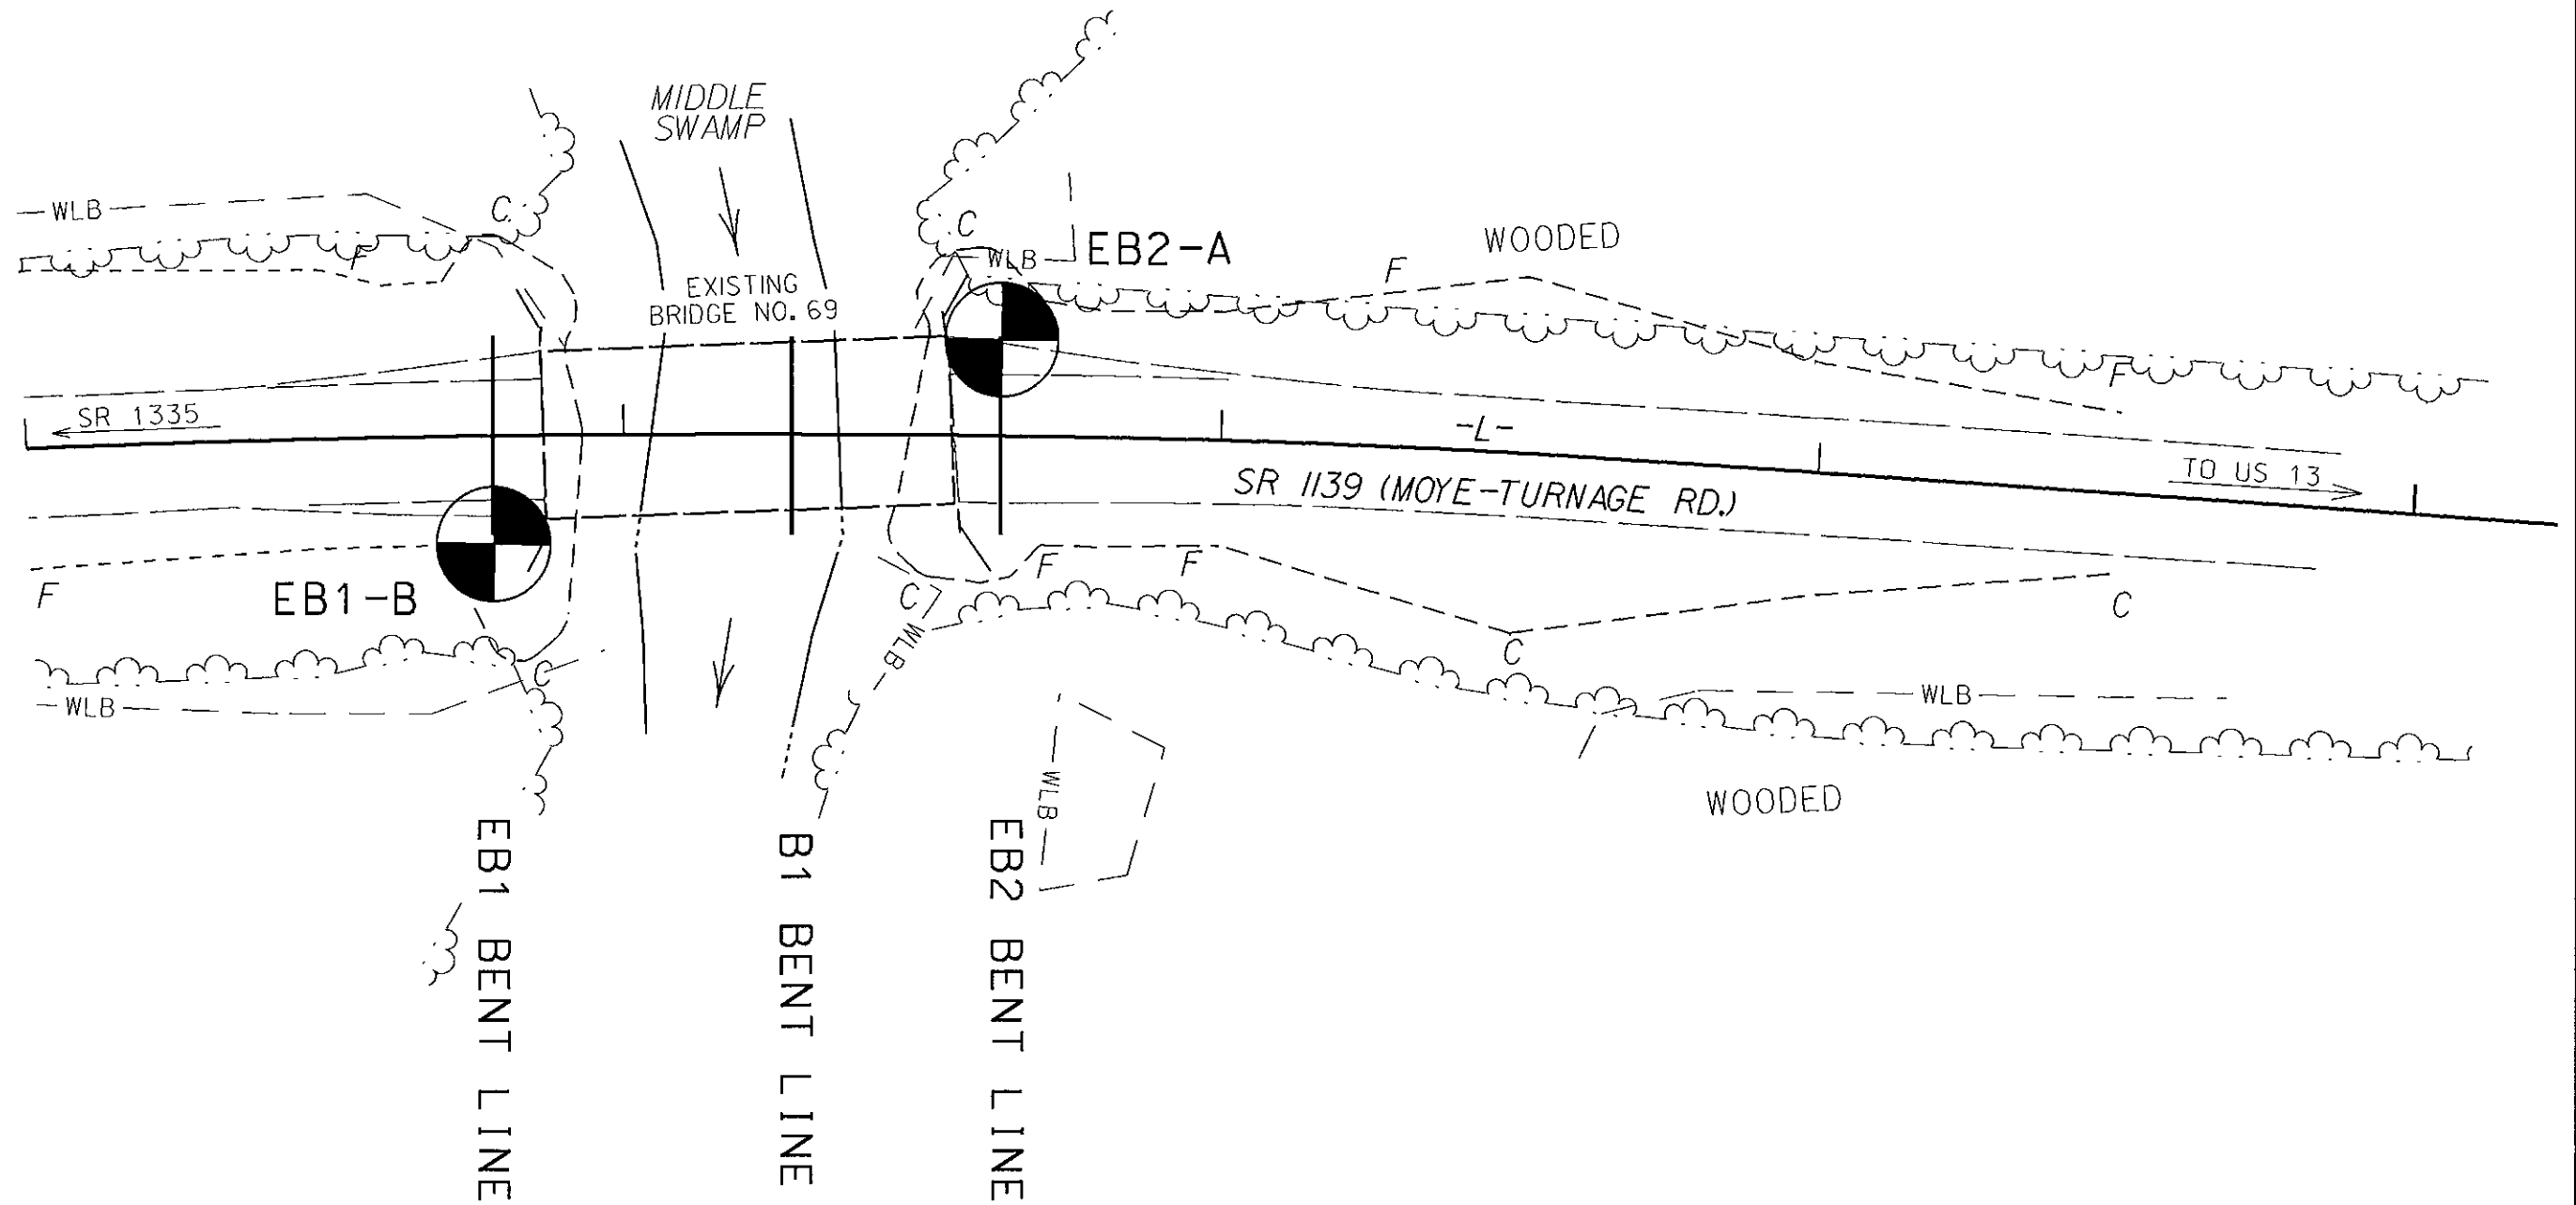 MIDDLE
SWAMP
WLB
C
C
WLB
EB2-A
WOODED
F
F
EXISTING
BRIDGE NO. 69
F
SR 1335
-L-
SR 1139 (MOYE-TURNAGE RD.)
TO US 13
F
EB1-B
F
F
C
C
C
C
WLB
WLB
WLB
WLB
WOODED
EB1 BENT LINE
B1 BENT LINE
EB2 BENT LINE